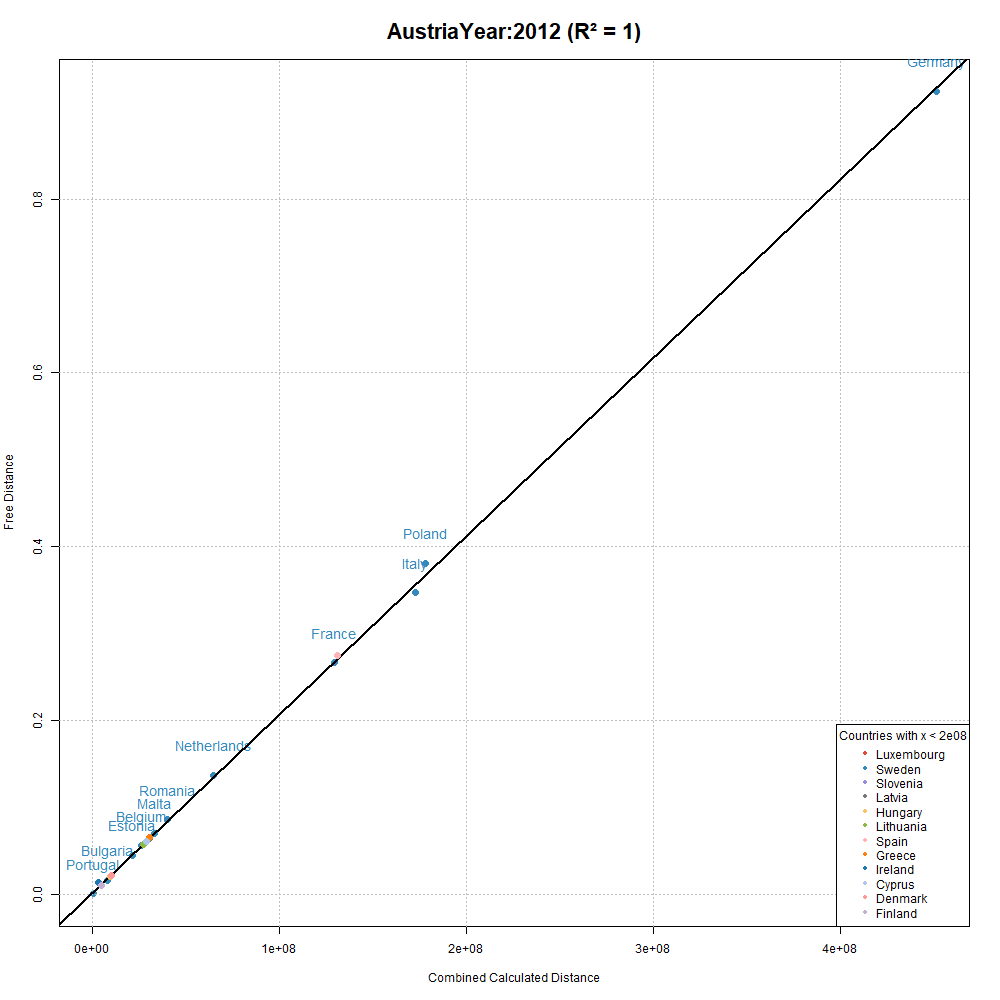 AustriaYear:2012 (R² = 1)
Germany
0.8
0.6
Free Distance
Poland
0.4
Italy
France
0.2
Netherlands
Romania
Malta
Belgium
Estonia
Bulgaria
Portugal
0.0
Countries with x < 2e08
Luxembourg
Sweden
Slovenia
Latvia
Hungary
Lithuania
Spain
Greece
Ireland
Cyprus
Denmark
Finland
0e+00 1e+08 2e+08 3e+08 4e+08
Combined Calculated Distance